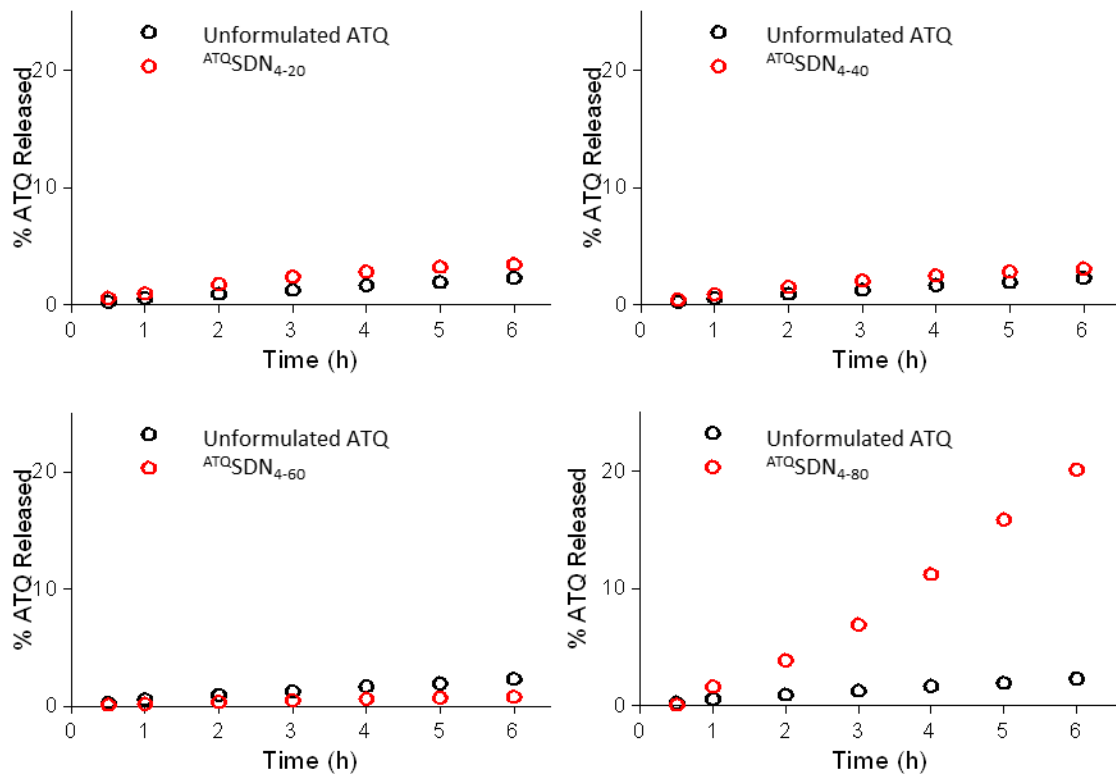 Unformulated ATQ
ATQSDN4-20
% ATQ Released
20
10
0
0 1 2 3 4 5 6
Time (h)
Unformulated ATQ
ATQSDN4-40
% ATQ Released
20
10
0
0 1 2 3 4 5 6
Time (h)
Unformulated ATQ
ATQSDN4-60
% ATQ Released
20
10
0
0 1 2 3 4 5 6
Time (h)
Unformulated ATQ
ATQSDN4-80
% ATQ Released
20
10
0
0 1 2 3 4 5 6
Time (h)